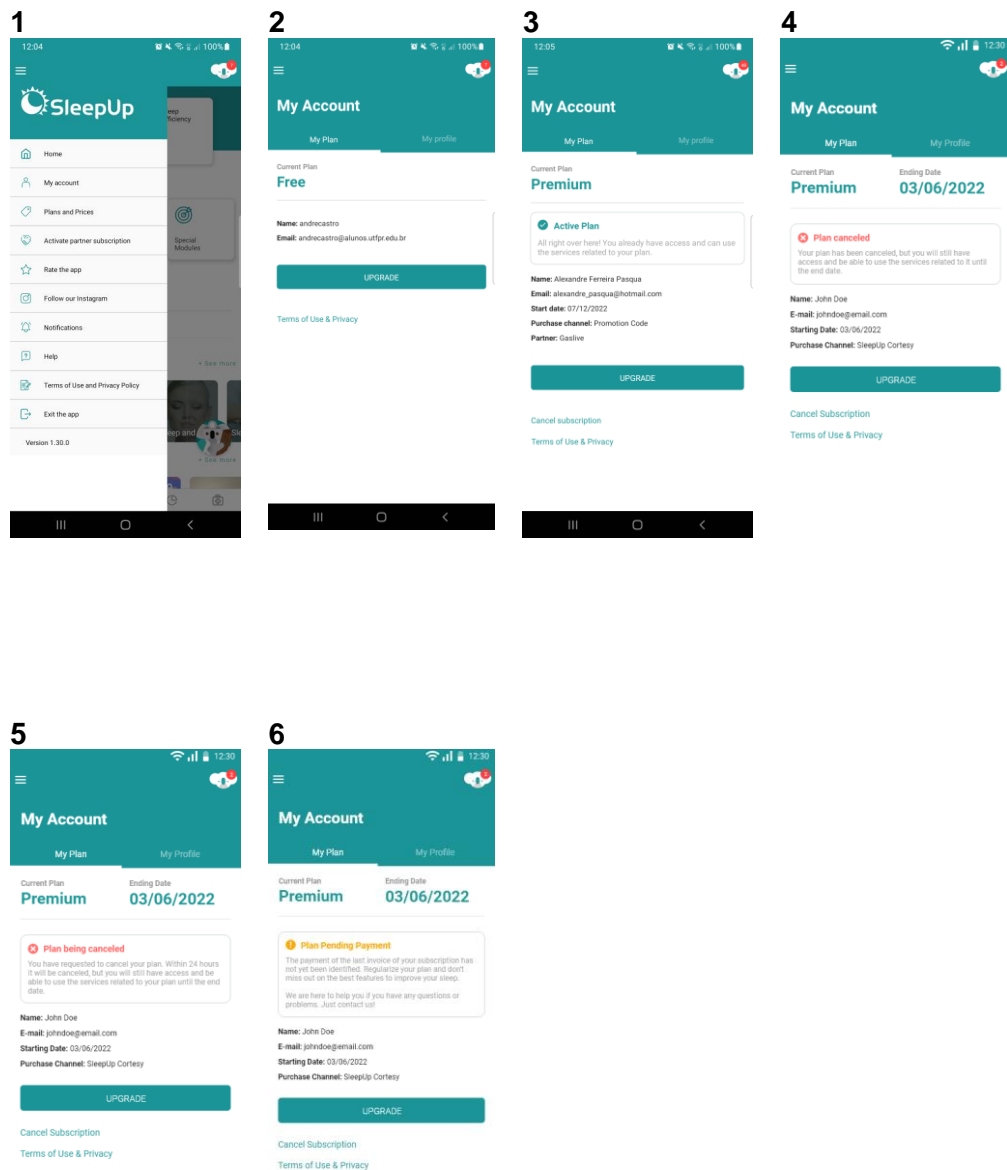 1
12:04
100%
SleepUp
Home
My account
Plans and Prices
Activate partner subscription
Rate the app
Follow our Instagram
Notifications
Help
Terms of Use and Privacy Policy
Exit the app
Version 1.30.0
Special
Modules
+ See more
+ See more
2
12:04
100%
My Account
My Plan
My profile
Current Plan
Free
Name: andrecastro
Email: andrecastro@alunos.utfpr.edu.br
UPGRADE
Terms of Use & Privacy
3
12:05
100%
My Account
My Plan
My profile
Current Plan
Premium
Active Plan
All right over here! You already have access and can use
the services related to your plan.
Name: Alexandre Ferreira Pasqua
Email: alexandre_pasqua@hotmail.com
Start date: 07/12/2022
Purchase channel: Promotion Code
Partner: Gaslive
UPGRADE
Cancel subscription
Terms of Use & Privacy
4
12:30
My Account
My Plan
My Profile
Current Plan
Ending Date
Premium
03/06/2022
Plan canceled
Your plan has been canceled, but you will still have
access and be able to use the services related to it until
the end date.
Name: John Doe
E-mail: johndoe@email.com
Starting Date: 03/06/2022
Purchase Channel: SleepUp Cortesy
UPGRADE
Cancel Subscription
Terms of Use & Privacy
5
12:30
My Account
My Plan
My Profile
Current Plan
Ending Date
Premium
03/06/2022
Plan being canceled
You have requested to cancel your plan. Within 24 hours
it will be canceled, but you will still have access and be
able to use the services related to your plan until the end
date.
Name: John Doe
E-mail: johndoe@email.com
Starting Date: 03/06/2022
Purchase Channel: SleepUp Cortesy
UPGRADE
Cancel Subscription
Terms of Use & Privacy
6
12:30
My Account
My Plan
My Profile
Current Plan
Ending Date
Premium
03/06/2022
Plan Pending Payment
The payment of the last invoice of your subscription has
not yet been identified. Regularize your plan and don't
miss out on the best features to improve your sleep.
We are here to help you if you have any questions or
problems. Just contact us!
Name: John Doe
E-mail: johndoe@email.com
Starting Date: 03/06/2022
Purchase Channel: SleepUp Cortesy
UPGRADE
Cancel Subscription
Terms of Use & Privacy